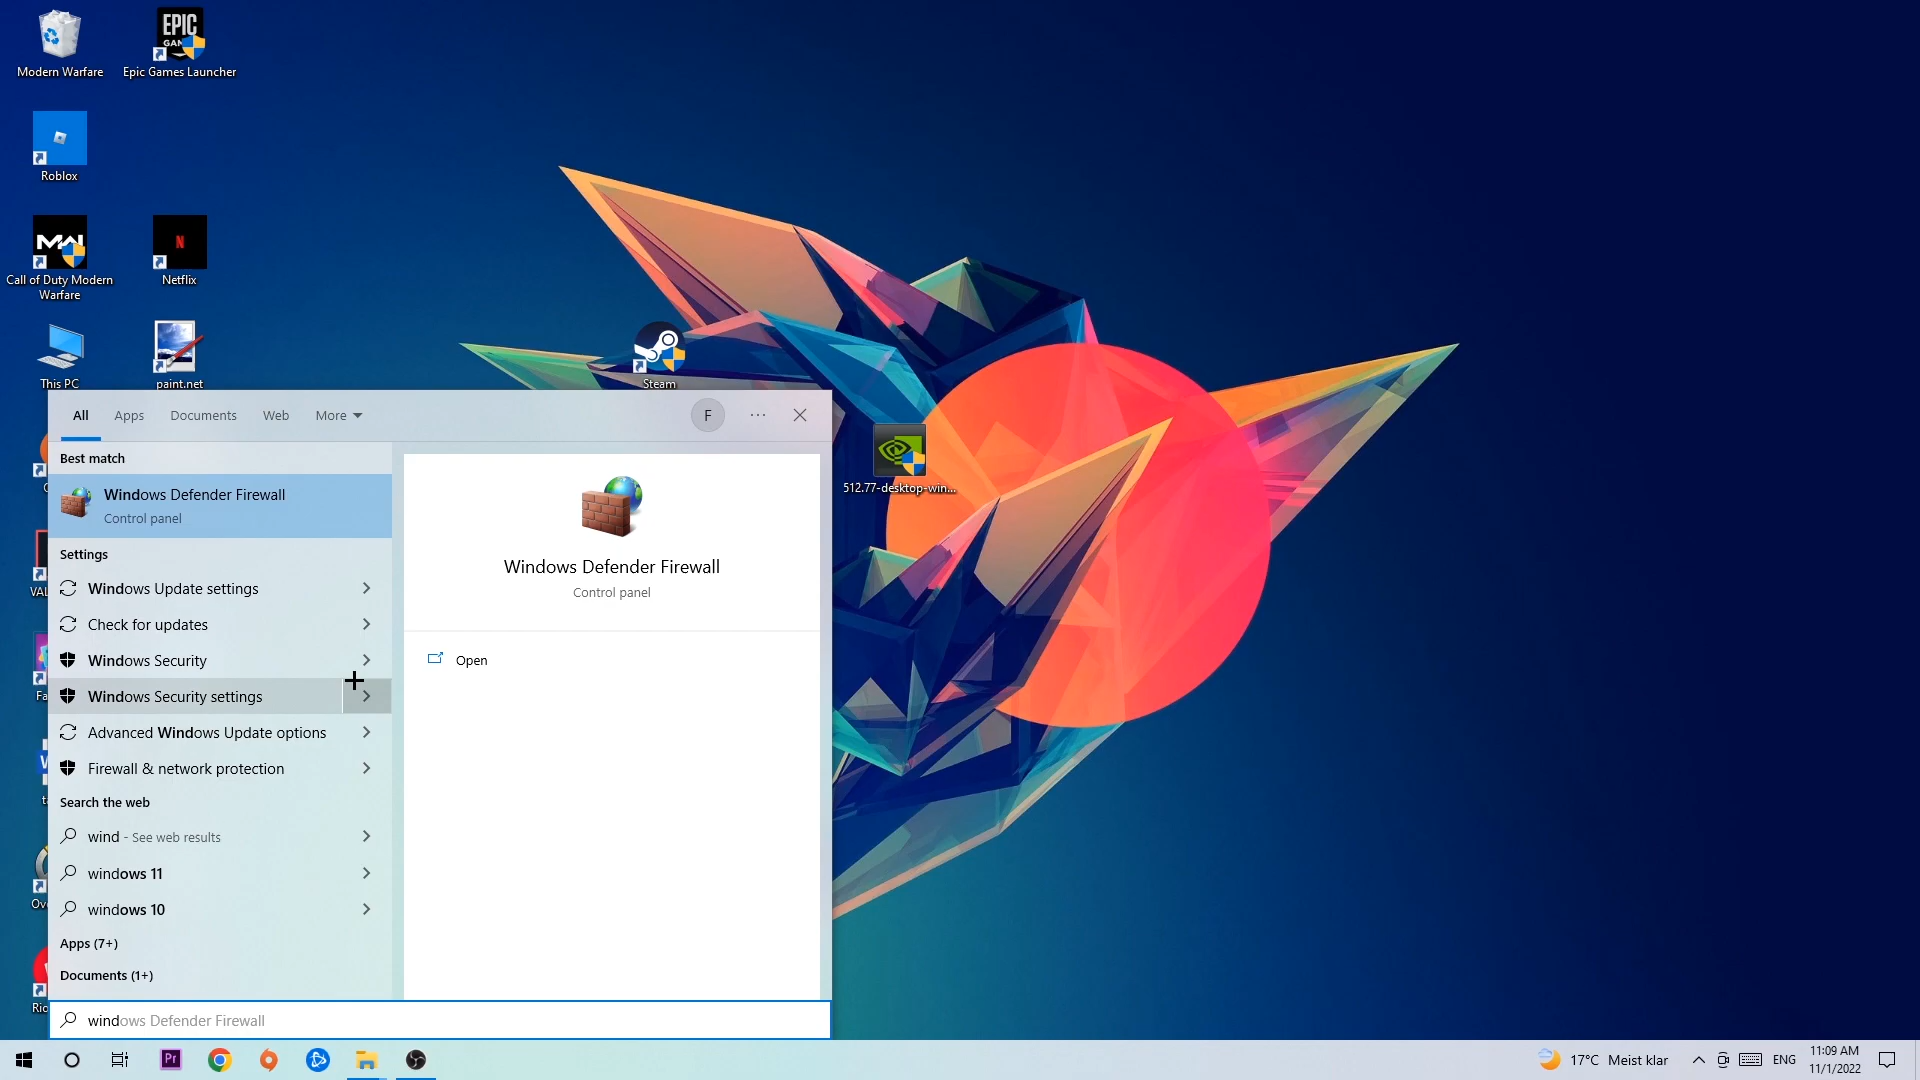 Modern Warfare
EPIC
GAMES
Epic Games Launcher
Roblox
MW
Call of Duty Modern
Warfare
N
Netflix
This PC
paint.net
Steam
512.77-desktop-win...
All
Apps
Documents
Web
More
F
Best match
Windows Defender Firewall
Control panel
Settings
Windows Update settings
Check for updates
Windows Security
Windows Security settings
Advanced Windows Update options
Firewall & network protection
Search the web
wind - See web results
windows 11
windows 10
Apps (7+)
Documents (1+)
Windows Defender Firewall
Control panel
Open
windows Defender Firewall
Pr
17°C Meist klar
ENG
11:09 AM
11/1/2022